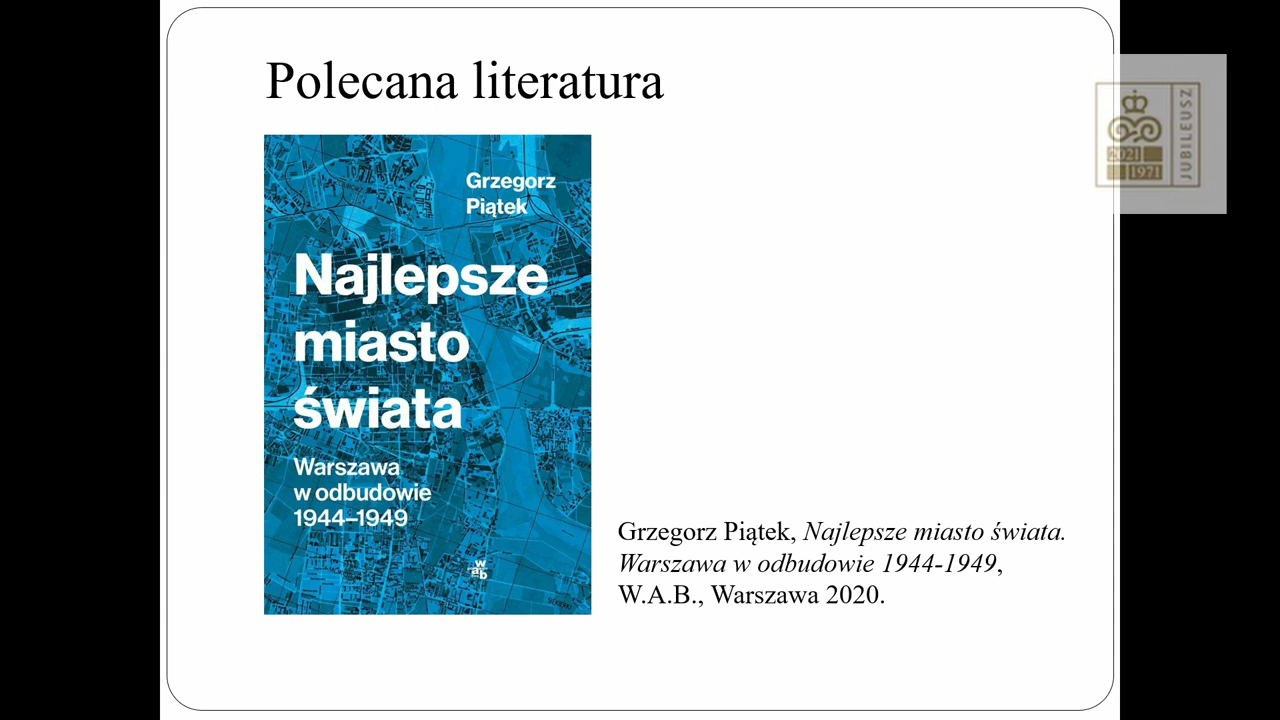 Polecana literatura
Grzegorz
Piątek
Najlepsze
miasto
świata
Warszawa
w odbudowie
1944–1949
w
ab
Grzegorz Piątek, Najlepsze miasto świata.
Warszawa w odbudowie 1944-1949,
W.A.B., Warszawa 2020.
2021
1971
JUBILEUSZ